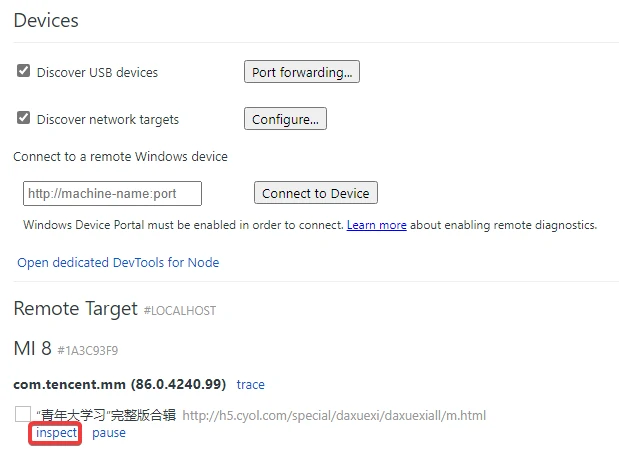 Devices
Discover USB devices Port forwarding...
Discover network targets Configure...
Connect to a remote Windows device
http://machine-name:port Connect to Device
Windows Device Portal must be enabled in order to connect. Learn more about enabling remote diagnostics.
Open dedicated DevTools for Node
Remote Target #LOCALHOST
MI 8 #1A3C93F9
com.tencent.mm (86.0.4240.99) trace
“青年大学习”完整版合辑 http://h5.cyol.com/special/daxuexi/daxuexiall/m.html
inspect pause